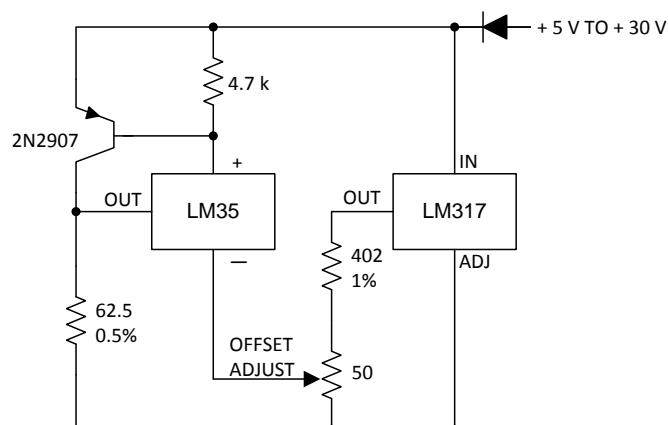 + 5 V TO + 30 V
4.7 k
2N2907
+
IN
OUT
LM35
OUT
LM317
—
ADJ
402
1%
62.5
0.5%
OFFSET
ADJUST
50